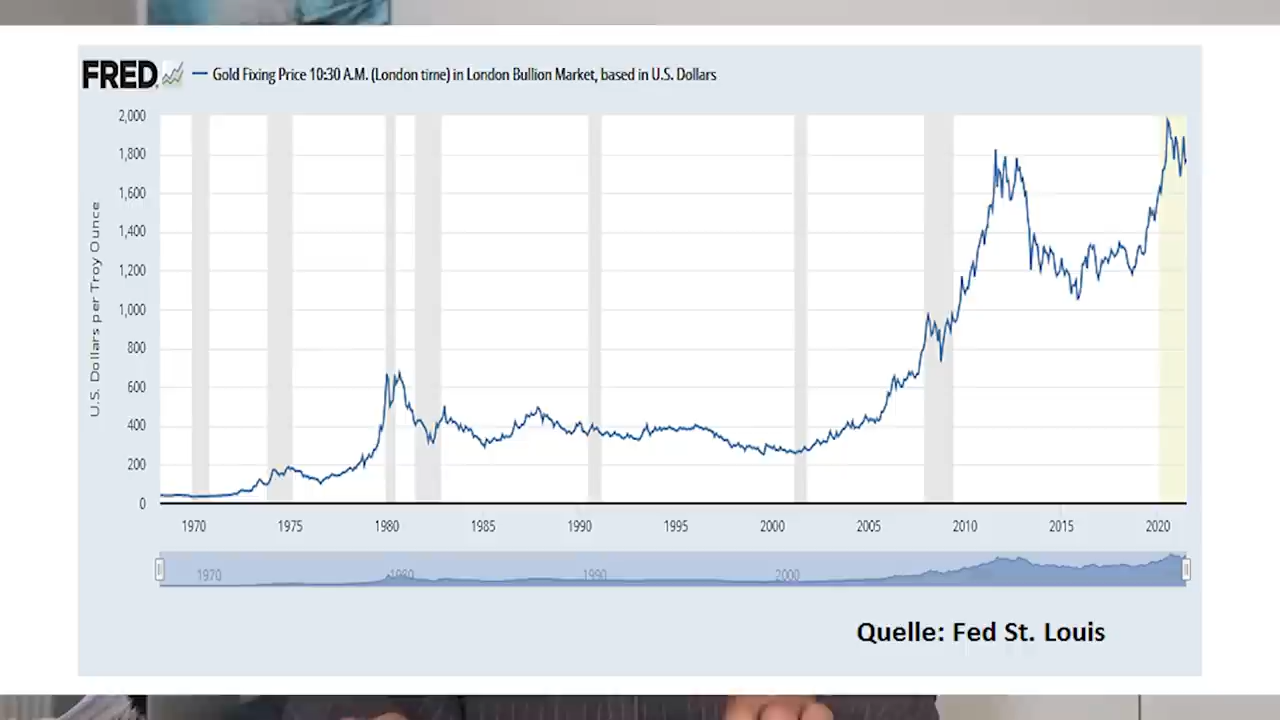 FRED
Gold Fixing Price 10:30 A.M. (London time) in London Bullion Market, based in U.S. Dollars
U.S. Dollars per Troy Ounce
2,000
1,800
1,600
1,400
1,200
1,000
800
600
400
200
0
1970 1975 1980 1985 1990 1995 2000 2005 2010 2015 2020
1970 1980 1990 2000
Quelle: Fed St. Louis